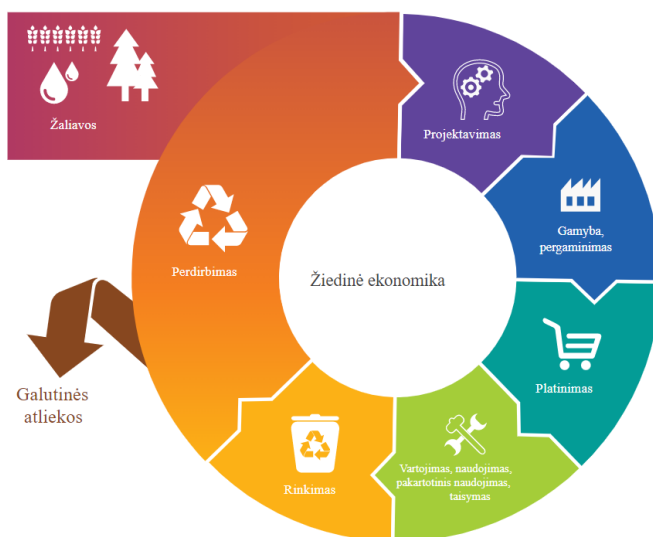 Žaliavos
Projektavimas
Gamyba,
pergaminimas
Platinimas
Vartojimas, naudojimas,
pakartotinis naudojimas,
taisymas
Rinkimas
Perdirbimas
Galutinės
atliekos
Žiedinė ekonomika